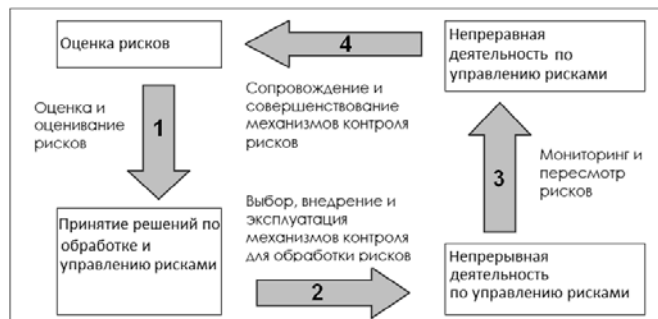 Оценка рисков
4
Непреравная
деятельность по
управлению рисками
Сопровождение и
совершенствование
механизмов контроля
рисков
Оценка и
оценивание
рисков
1
3
Мониторинг и
пересмотр
рисков
Принятие решений по
обработке и
управлению рисками
Выбор, внедрение и
эксплуатация
механизмов контроля
для обработки рисков
2
Непрерывная
деятельность
по управлению рисками